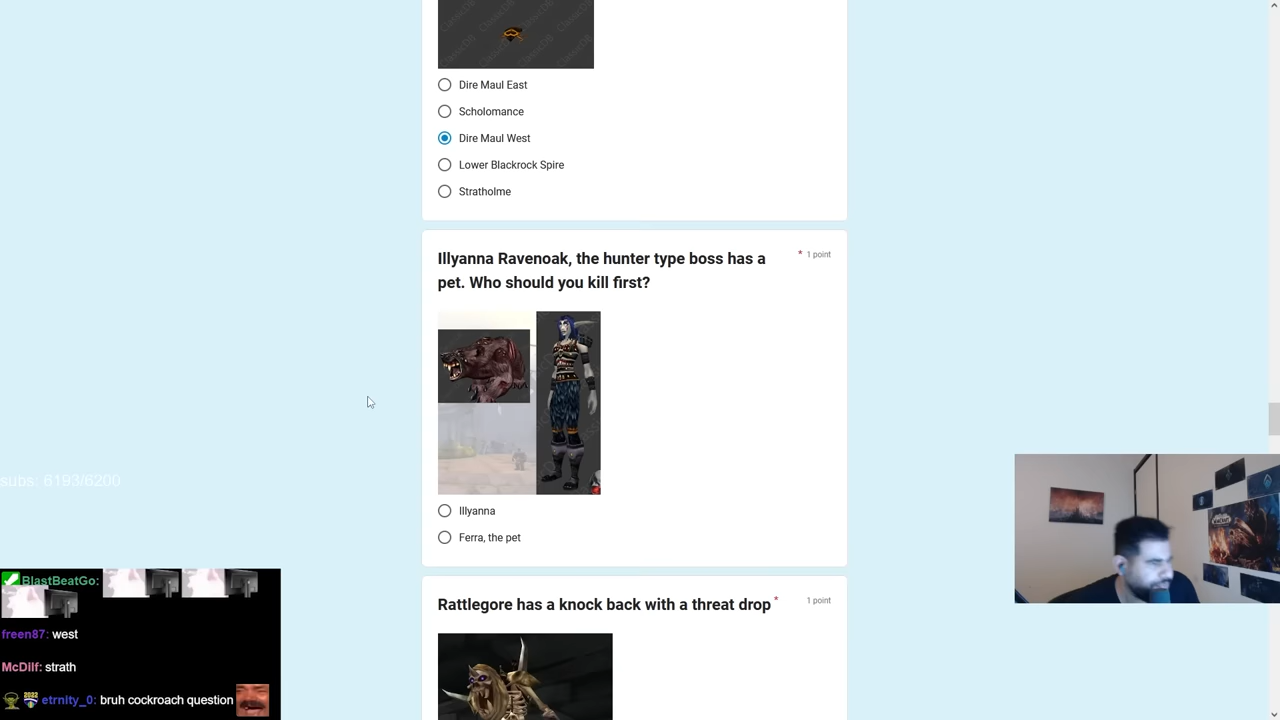 Dire Maul East
Scholomance
Dire Maul West
Lower Blackrock Spire
Stratholme
Illyanna Ravenoak, the hunter type boss has a
pet. Who should you kill first?
* 1 point
Illyanna
Ferra, the pet
Rattlegore has a knock back with a threat drop *
1 point
subs: 6193/6200
BlastBeatGo:
freen87: west
McDilf: strath
etrnity_0: bruh cockroach question